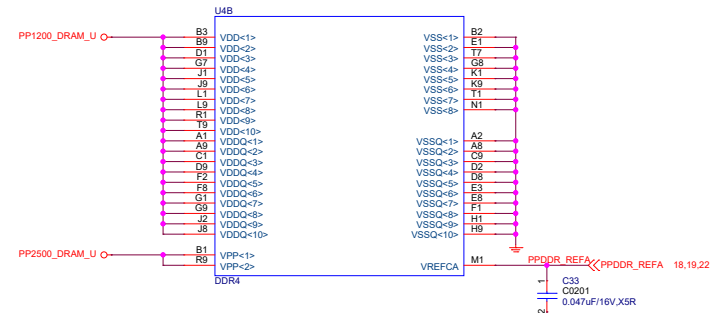 U4B
PP1200_DRAM_U
B3 VDD<1> VSS<1> B2
B9 VDD<2> VSS<2> E1
D1 VDD<3> VSS<3> T7
G7 VDD<4> VSS<4> G8
J1 VDD<5> VSS<5> K1
J9 VDD<6> VSS<6> K9
L1 VDD<7> VSS<7> T1
L9 VDD<8> VSS<8> N1
R1 VDD<9>
T9 VDD<10>
A1 VDDQ<1> VSSQ<1> A2
A9 VDDQ<2> VSSQ<2> A8
C1 VDDQ<3> VSSQ<3> C9
D9 VDDQ<4> VSSQ<4> D2
F2 VDDQ<5> VSSQ<5> D8
F8 VDDQ<6> VSSQ<6> E3
G1 VDDQ<7> VSSQ<7> E8
G9 VDDQ<8> VSSQ<8> F1
J2 VDDQ<9> VSSQ<9> H1
J8 VDDQ<10> VSSQ<10> H9
PP2500_DRAM_U
B1 VPP<1>
R9 VPP<2> VREFCA M1 PPDDR_REFA PPDDR_REFA 18,19,22
DDR4
1 C33
C0201
0.047uF/16V,X5R
2